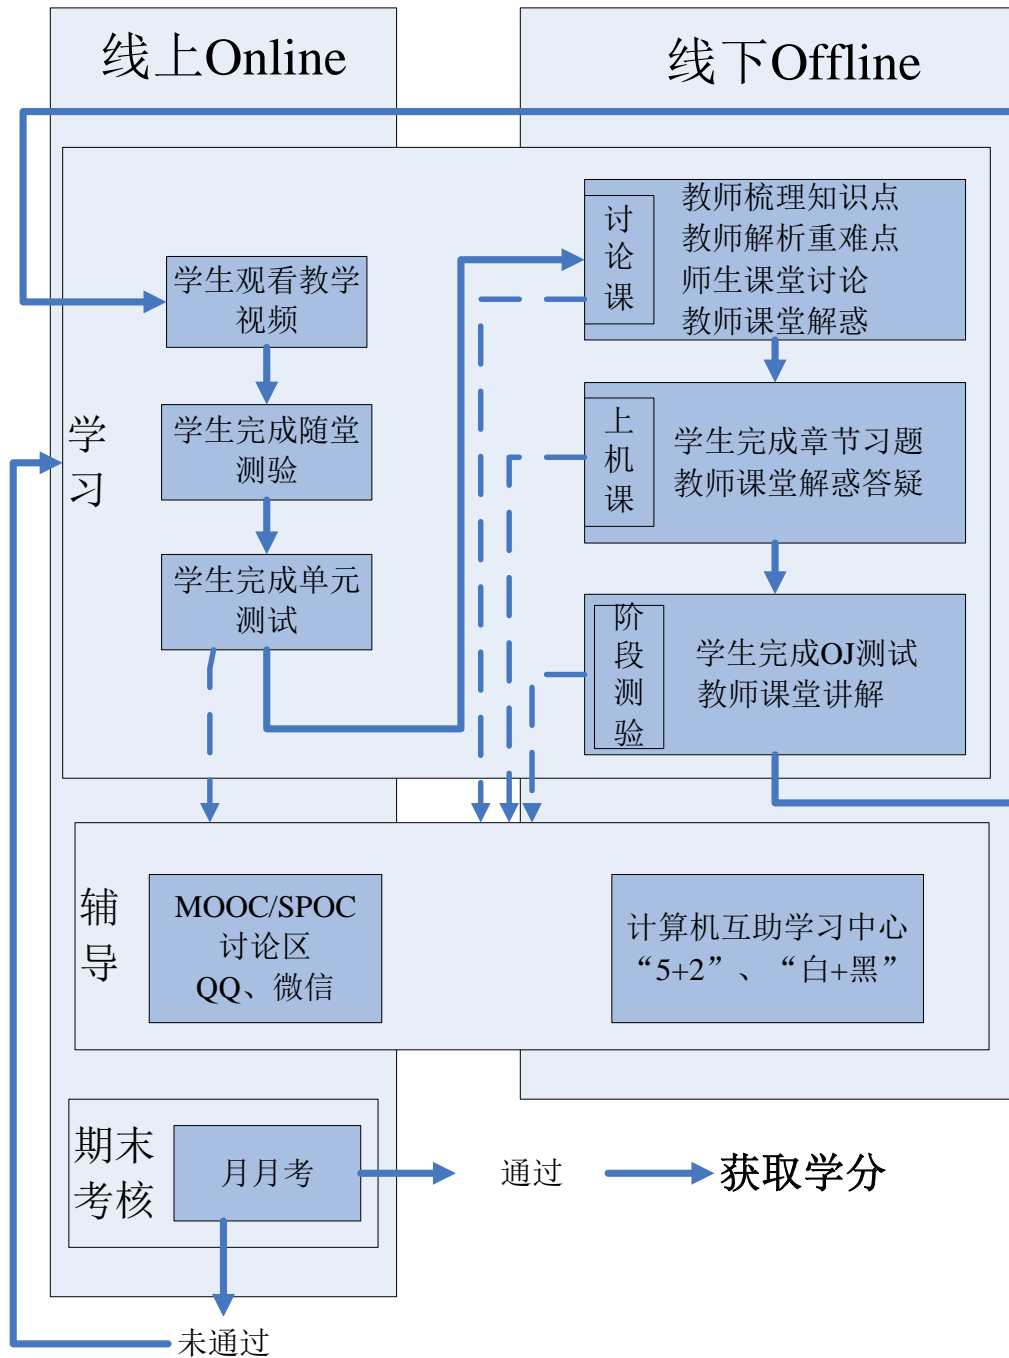 线上Online
线下Offline
学
习
学生观看教学
视频
学生完成随堂
测验
学生完成单元
测试
讨
论
课
教师梳理知识点
教师解析重难点
师生课堂讨论
教师课堂解惑
上
机
课
学生完成章节习题
教师课堂解惑答疑
阶
段
测
验
学生完成OJ测试
教师课堂讲解
辅
导
MOOC/SPOC
讨论区
QQ、微信
计算机互助学习中心
“5+2”、“白+黑”
期末
考核
月月考
通过
获取学分
未通过